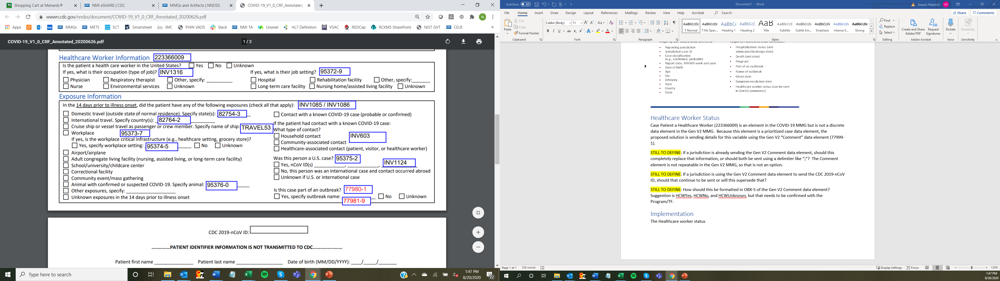 Shopping Cart at Menards®
NMI eSHARE | CDC
MMGs and Artifacts | NNDSS
COVID-19_V1_0_CRF_Annotated_
wwwn.cdc.gov/nndss/document/COVID-19_V1_0_CRF_Annotated_20200626.pdf
Apps box MMGs METS SCT Smartsheet JMC PHIN VADS Slack NMI TA Unanet HL7 Definition VSAC REDCap RCKMS SharePoint NIST GVT CELR »
COVID-19_V1_0_CRF_Annotated_20200626.pdf
1 / 2
Healthcare Worker Information 223366009
Is the patient a health care worker in the United States? Yes No Unknown
If yes, what is their occupation (type of job)? INV1316 If yes, what is their job setting? 95372-9
Physician Respiratory therapist Other, specify: Hospital Rehabilitation facility Other, specify:
Nurse Environmental services Unknown Long-term care facility Nursing home/assisted living facility Unknown
Exposure Information
In the 14 days prior to illness onset, did the patient have any of the following exposures (check all that apply): INV1085 / INV1086
Domestic travel (outside state of normal residence). Specify state(s): 82754-3
International travel. Specify country(s): 82764-2
Cruise ship or vessel travel as passenger or crew member. Specify name of ship: TRAVEL53
Workplace 95373-7
If yes, is the workplace critical infrastructure (e.g., healthcare setting, grocery store)?
Yes, specify workplace setting: 95374-5 No Unknown
Airport/airplane
Adult congregate living facility (nursing, assisted living, or long-term care facility)
School/university/childcare center
Correctional facility
Community event/mass gathering
Animal with confirmed or suspected COVID-19. Specify animal: 95376-0
Other exposures, specify:
Unknown exposures in the 14 days prior to illness onset
Contact with a known COVID-19 case (probable or confirmed)
If the patient had contact with a known COVID-19 case:
What type of contact?
Household contact INV603
Community-associated contact
Healthcare-associated contact (patient, visitor, or healthcare worker)
Was this person a U.S. case? 95375-2
Yes, nCoV ID(s) , , INV1124
No, this person was an international case and contact occurred abroad
Unknown if U.S. or international case
Is this case part of an outbreak? 77980-1
Yes, specify outbreak name: 77981-9 No Unknown
CDC 2019-nCoV ID:
...............PATIENT IDENTIFIER INFORMATION IS NOT TRANSMITTED TO CDC........................
Patient first name Patient last name Date of birth (MM/DD/YYYY): / /
Type here to search
1:47 PM
8/20/2020
22
AutoSave Off
Document1 - Word
Natalie Raketich NR
File Home Insert Draw Design Layout References Mailings Review View Help Acrobat Search
Share Comments
Paste Cut
Copy
Format Painter
Calibri (Body) 11
AaBbCcDc AaBbCcDc AaBbC( AaBbCcE AaB AaBbCcD AaBbCcDt AaBbCcDt AaBbCcDt AaBbCcDc
¶ Normal ¶ No Spac... Heading 1 Heading 2 Title Subtitle Subtle Em... Emphasis Intense E... Strong
Find
Replace
Select
Create and Share Adobe PDF
Request Signatures
Dictate
Sensitivity
Clipboard Font Paragraph Styles Editing Adobe Acrobat Voice Sensitivity
Reporting jurisdiction
Jurisdiction case ID
Case classification
(e.g., confirmed, probable)
Report date, MMWR week and year
Date of birth
Age
Sex
Ethnicity
Race
County
State
Hospitalization status (and
admission/discharge date)
Death (and date)
Pregnant
Part of an outbreak
Name of outbreak
Onset date
Symptom resolution date
Healthcare worker status (can be sent
in GenV2 comments)
Healthcare Worker Status
Case Patient a Healthcare Worker (223366009) is an element in the COVID-19 MMG but is not a discrete
data element in the Gen V2 MMG. Because this element is a prioritized case data element, the
proposed solution is sending details for this variable using the Gen V2 “Comment” data element (77999-
1).
STILL TO DEFINE: If a jurisdiction is already sending the Gen V2 Comment data element, should this
completely replace that information, or should both be sent using a delimiter like “;”? The Comment
element is not repeatable in the Gen V2 MMG, so that is not an option.
STILL TO DEFINE: If a jurisdiction is using the Gen V2 Comment data element to send the CDC 2019-nCoV
ID, should that continue to be sent or will this supersede that?
STILL TO DEFINE: How should this be formatted in OBX-5 of the Gen V2 Comment data element?
Suggestion is HCWYes, HCWNo, and HCWUnknown, but that needs to be confirmed with the
Program/TF.
Implementation
The Healthcare worker status
Page 1 of 1 256 words
Display Settings Focus 120%
1:47 PM
8/20/2020